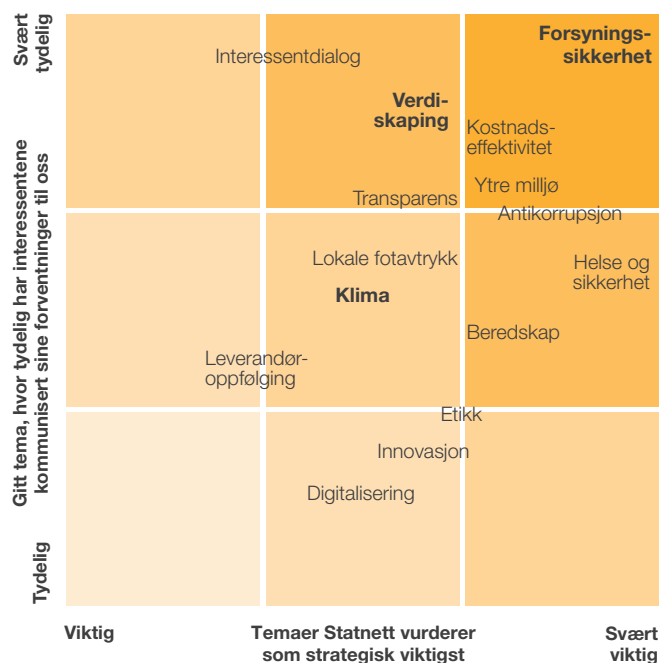 Svært
tydelig
Gitt tema, hvor tydelig har interessentene
kommunisert sine forventninger til oss
Tydelig
Forsynings-
sikkerhet
Interessentdialog
Verdi-
skaping
Kostnads-
effektivitet
Ytre milljø
Transparens
Antikorrupsjon
Lokale fotavtrykk
Helse og
sikkerhet
Klima
Beredskap
Leverandør-
oppfølging
Etikk
Innovasjon
Digitalisering
Viktig
Temaer Statnett vurderer
som strategisk viktigst
Svært
viktig